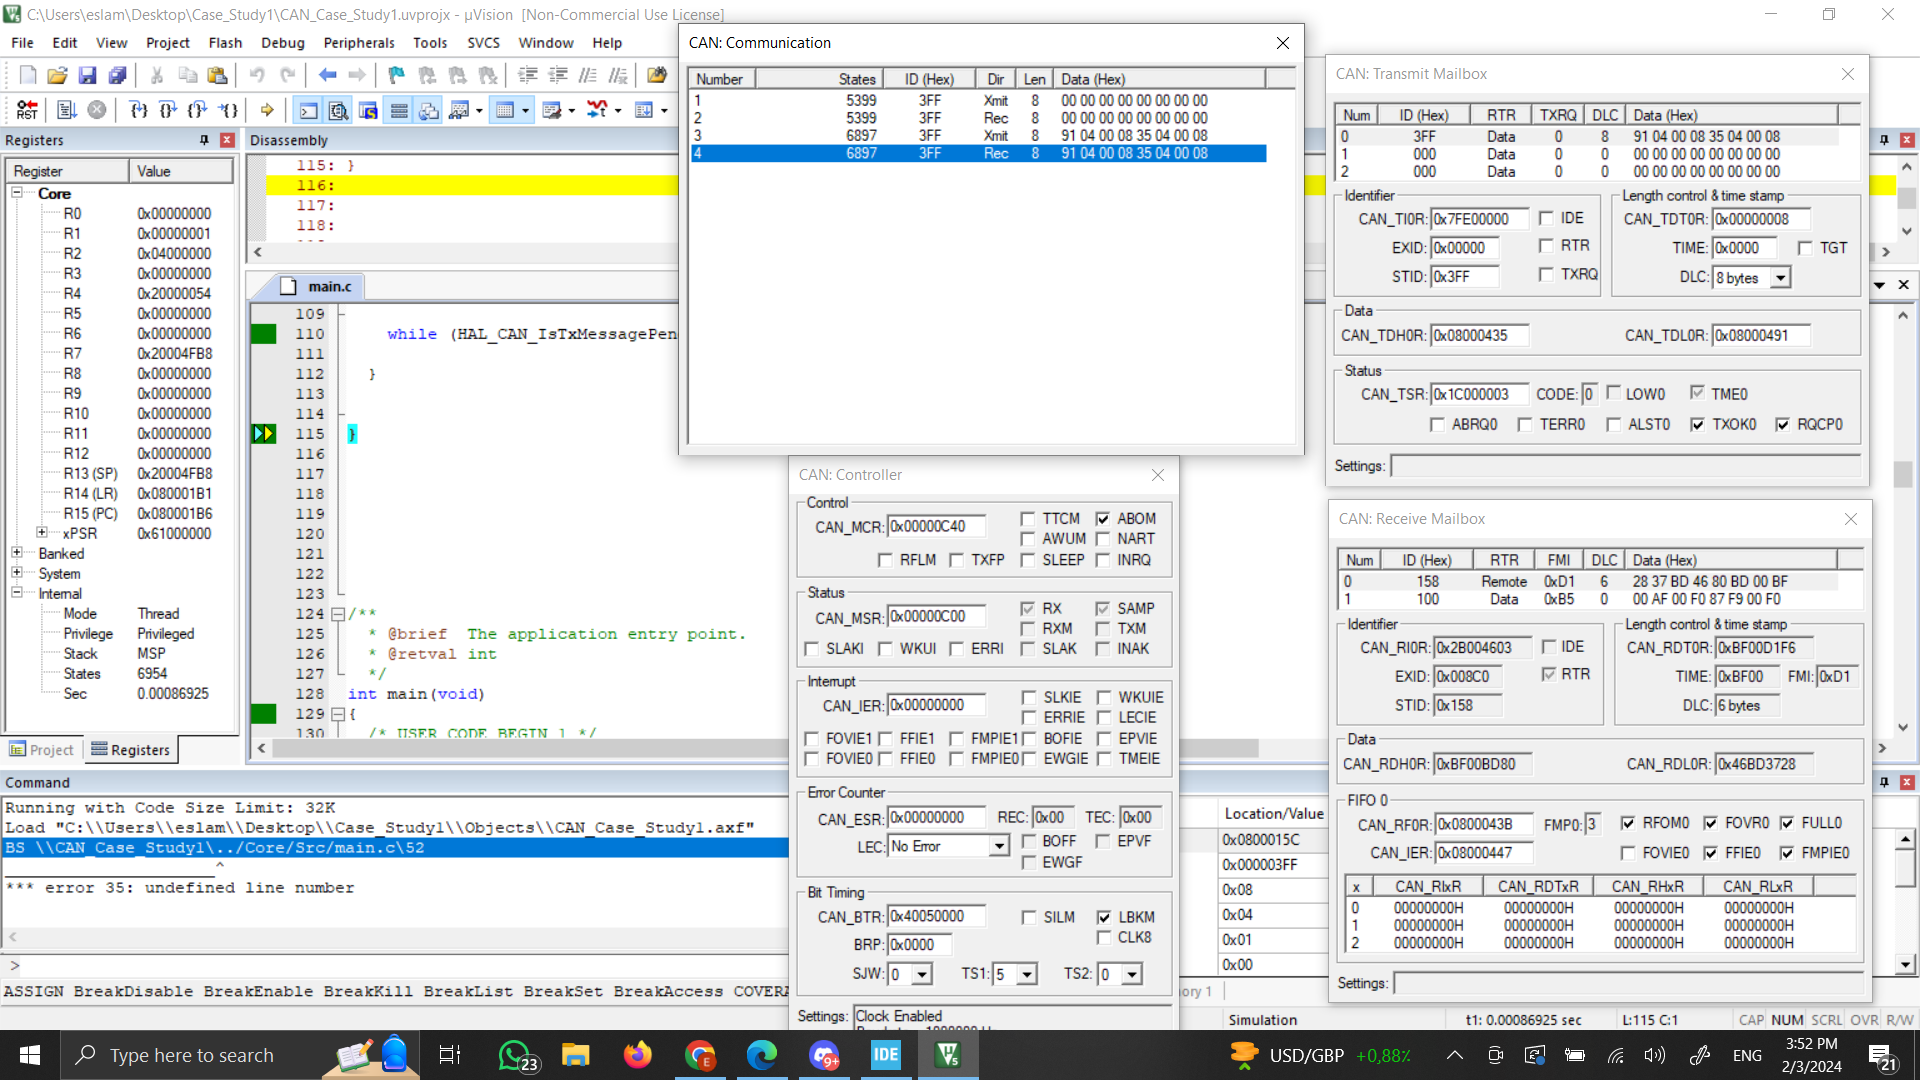 C:\Users\eslam\Desktop\Case_Study1\CAN_Case_Study1.uvprojx - µVision [Non-Commercial Use License]
File Edit View Project Flash Debug Peripherals Tools SVCS Window Help
Registers
Register Value
Core
R0 0x00000000
R1 0x00000001
R2 0x04000000
R3 0x00000000
R4 0x20000054
R5 0x00000000
R6 0x00000000
R7 0x20004FB8
R8 0x00000000
R9 0x00000000
R10 0x00000000
R11 0x00000000
R12 0x00000000
R13 (SP) 0x20004FB8
R14 (LR) 0x080001B1
R15 (PC) 0x080001B6
xPSR 0x61000000
Banked
System
Internal
Mode Thread
Privilege Privileged
Stack MSP
States 6954
Sec 0.00086925
Project Registers
Disassembly
115: }
116:
117:
118:
main.c
109
110 while (HAL_CAN_IsTxMessagePen
111
112 }
113
114
115 }
116
117
118
119
120
121
122
123
124 /**
125 * @brief The application entry point.
126 * @retval int
127 */
128 int main(void)
129 {
130 /* USER CODE BEGIN 1 */
CAN: Communication
Number States ID (Hex) Dir Len Data (Hex)
1 5399 3FF Xmit 8 00 00 00 00 00 00 00 00
2 5399 3FF Rec 8 00 00 00 00 00 00 00 00
3 6897 3FF Xmit 8 91 04 00 08 35 04 00 08
4 6897 3FF Rec 8 91 04 00 08 35 04 00 08
CAN: Controller
Control
CAN_MCR: 0x00000C40 TTCM ABOM
AWUM NART
RFLM TXFP SLEEP INRQ
Status
CAN_MSR: 0x00000C00 RX SAMP
RXM TXM
SLAKI WKUI ERRI SLAK INAK
Interrupt
CAN_IER: 0x00000000 SLKIE WKUIE
ERRIE LECIE
FOVIE1 FFIE1 FMPIE1 BOFIE EPVIE
FOVIE0 FFIE0 FMPIE0 EWGIE TMEIE
Error Counter
CAN_ESR: 0x00000000 REC: 0x00 TEC: 0x00
LEC: No Error BOFF EPVF
EWGF
Bit Timing
CAN_BTR: 0x40050000 SILM LBKM
BRP: 0x0000 CLK8
SJW: 0 TS1: 5 TS2: 0
Settings: Clock Enabled
CAN: Transmit Mailbox
Num ID (Hex) RTR TXRQ DLC Data (Hex)
0 3FF Data 0 8 91 04 00 08 35 04 00 08
1 000 Data 0 0 00 00 00 00 00 00 00 00
2 000 Data 0 0 00 00 00 00 00 00 00 00
Identifier
CAN_TI0R: 0x7FE00000 IDE
EXID: 0x00000 RTR
STID: 0x3FF TXRQ
Length control & time stamp
CAN_TDT0R: 0x00000008
TIME: 0x0000 TGT
DLC: 8 bytes
Data
CAN_TDH0R: 0x08000435 CAN_TDL0R: 0x08000491
Status
CAN_TSR: 0x1C000003 CODE: 0 LOW0 TME0
ABRQ0 TERR0 ALST0 TXOK0 RQCP0
Settings:
CAN: Receive Mailbox
Num ID (Hex) RTR FMI DLC Data (Hex)
0 158 Remote 0xD1 6 28 37 BD 46 80 BD 00 BF
1 100 Data 0xB5 0 00 AF 00 F0 87 F9 00 F0
Identifier
CAN_RI0R: 0x2B004603 IDE
EXID: 0x008C0 RTR
STID: 0x158
Length control & time stamp
CAN_RDT0R: 0xBF00D1F6
TIME: 0xBF00 FMI: 0xD1
DLC: 6 bytes
Data
CAN_RDH0R: 0xBF00BD80 CAN_RDL0R: 0x46BD3728
FIFO 0
CAN_RF0R: 0x0800043B FMP0: 3 RFOM0 FOVR0 FULL0
CAN_IER: 0x08000447 FOVIE0 FFIE0 FMPIE0
x CAN_RIxR CAN_RDTxR CAN_RHxR CAN_RLxR
0 00000000H 00000000H 00000000H 00000000H
1 00000000H 00000000H 00000000H 00000000H
2 00000000H 00000000H 00000000H 00000000H
Settings:
Command
Running with Code Size Limit: 32K
Load "C:\\Users\\eslam\\Desktop\\Case_Study1\\Objects\\CAN_Case_Study1.axf"
BS \\CAN_Case_Study1\../Core/Src/main.c\52
^
*** error 35: undefined line number
>
ASSIGN BreakDisable BreakEnable BreakKill BreakList BreakSet BreakAccess COVERA
Location/Value
0x0800015C
0x000003FF
0x08
0x04
0x01
0x00
ory 1
Simulation t1: 0.00086925 sec L:115 C:1 CAP NUM SCRL OVR R/W
Type here to search
23
9+
IDE
USD/GBP +0,88%
ENG
3:52 PM
2/3/2024
21